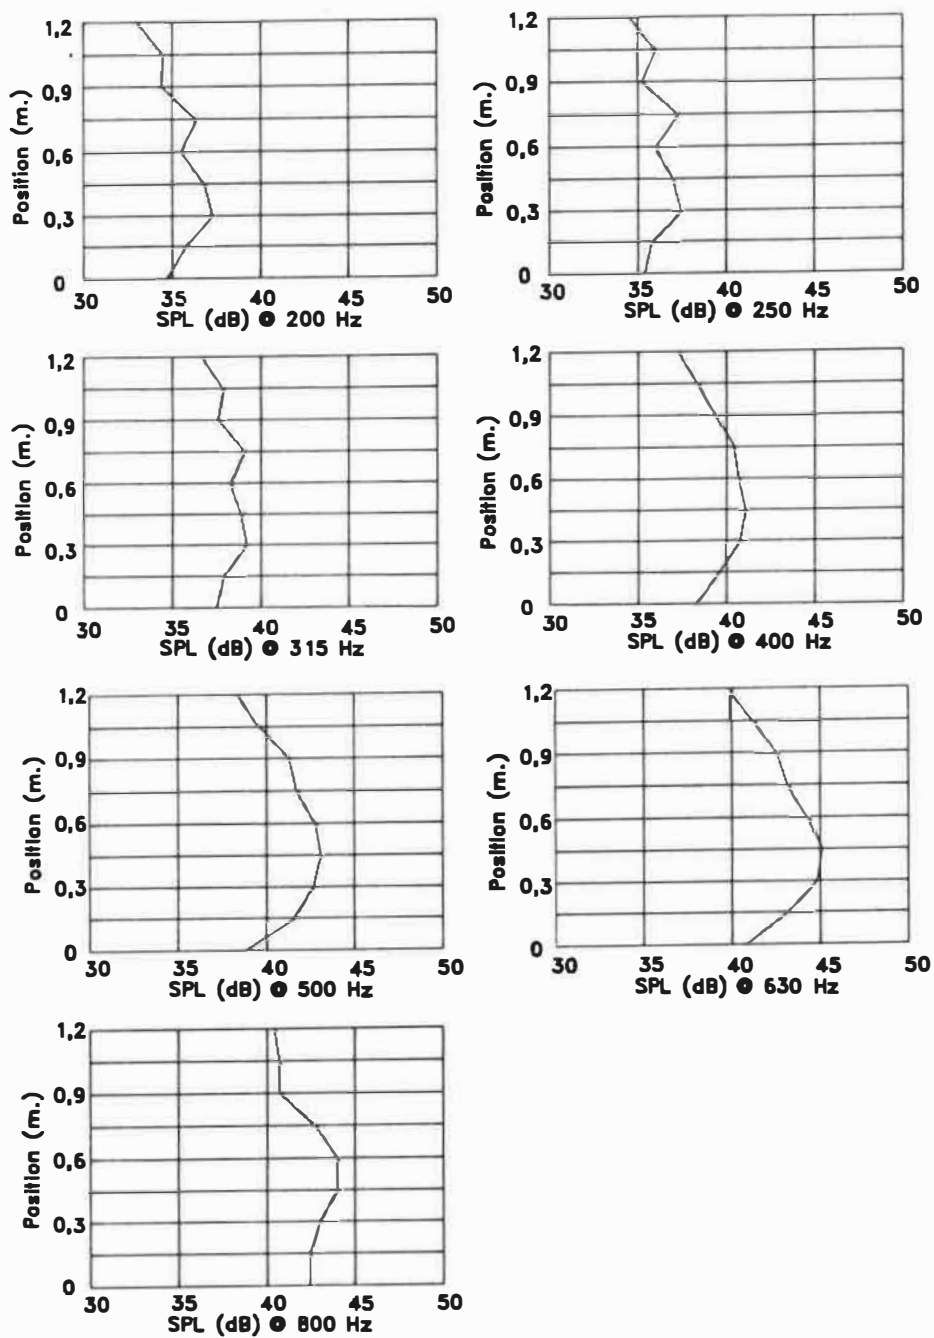 1,2
0,9
0,6
0,3
0
Position (m.)
30 35 40 45 50
SPL (dB) @ 200 Hz
1,2
0,9
0,6
0,3
0
Position (m.)
30 35 40 45 50
SPL (dB) @ 250 Hz
1,2
0,9
0,6
0,3
0
Position (m.)
30 35 40 45 50
SPL (dB) @ 315 Hz
1,2
0,9
0,6
0,3
0
Position (m.)
30 35 40 45 50
SPL (dB) @ 400 Hz
1,2
0,9
0,6
0,3
0
Position (m.)
30 35 40 45 50
SPL (dB) @ 500 Hz
1,2
0,9
0,6
0,3
0
Position (m.)
30 35 40 45 50
SPL (dB) @ 630 Hz
1,2
0,9
0,6
0,3
0
Position (m.)
30 35 40 45 50
SPL (dB) @ 800 Hz